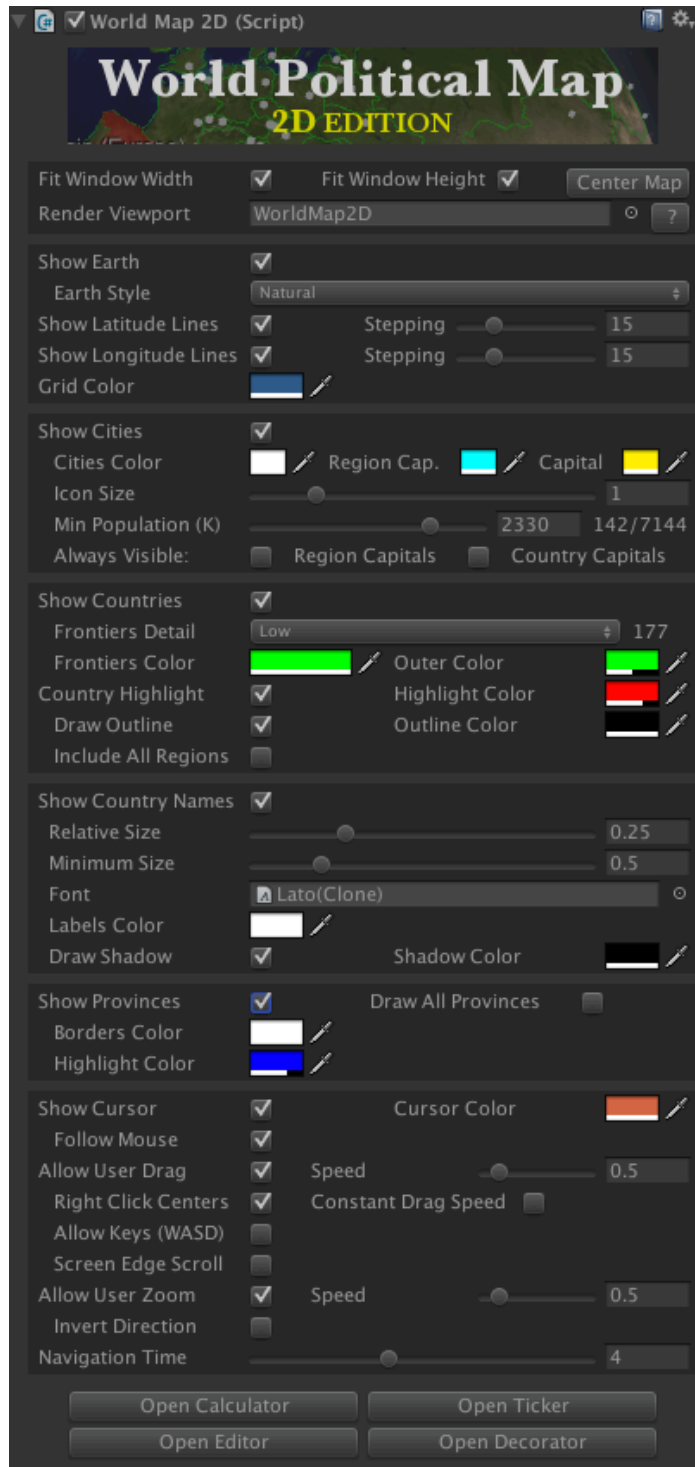 World Map 2D (Script)
World Political Map
2D EDITION
Fit Window Width Fit Window Height Center Map
Render Viewport WorldMap2D ?
Show Earth
Earth Style Natural
Show Latitude Lines Stepping 15
Show Longitude Lines Stepping 15
Grid Color
Show Cities
Cities Color Region Cap. Capital
Icon Size 1
Min Population (K) 2330 142/7144
Always Visible: Region Capitals Country Capitals
Show Countries
Frontiers Detail Low 177
Frontiers Color Outer Color
Country Highlight Highlight Color
Draw Outline Outline Color
Include All Regions
Show Country Names
Relative Size 0.25
Minimum Size 0.5
Font Lato(Clone)
Labels Color
Draw Shadow Shadow Color
Show Provinces Draw All Provinces
Borders Color
Highlight Color
Show Cursor Cursor Color
Follow Mouse
Allow User Drag Speed 0.5
Right Click Centers Constant Drag Speed
Allow Keys (WASD)
Screen Edge Scroll
Allow User Zoom Speed 0.5
Invert Direction
Navigation Time 4
Open Calculator Open Ticker
Open Editor Open Decorator